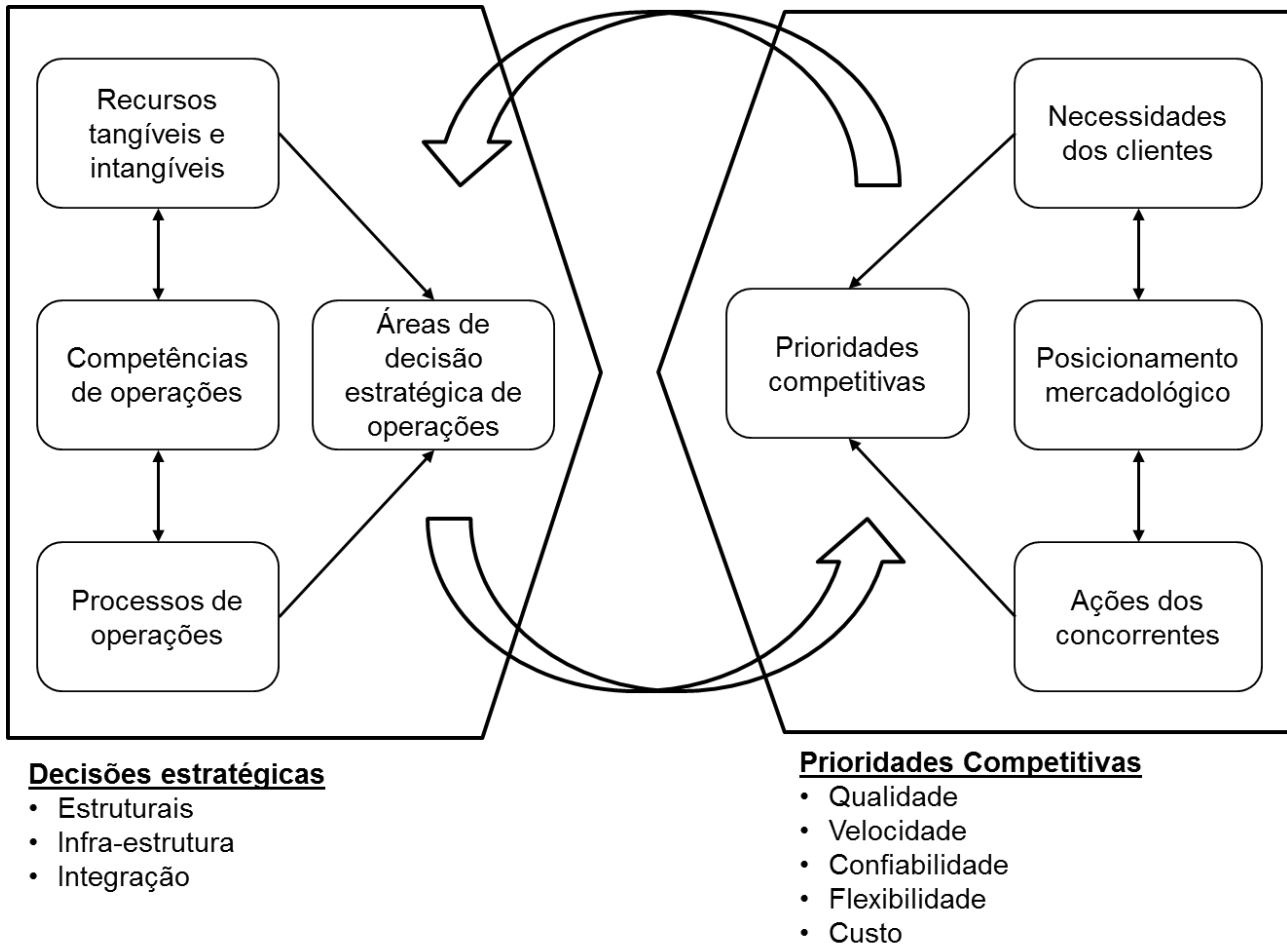 Recursos
tangíveis e
intangíveis
Competências
de operações
Processos de
operações
Áreas de
decisão
estratégica de
operações
Prioridades
competitivas
Necessidades
dos clientes
Posicionamento
mercadológico
Ações dos
concorrentes
Decisões estratégicas
• Estruturais
• Infra-estrutura
• Integração
Prioridades Competitivas
• Qualidade
• Velocidade
• Confiabilidade
• Flexibilidade
• Custo